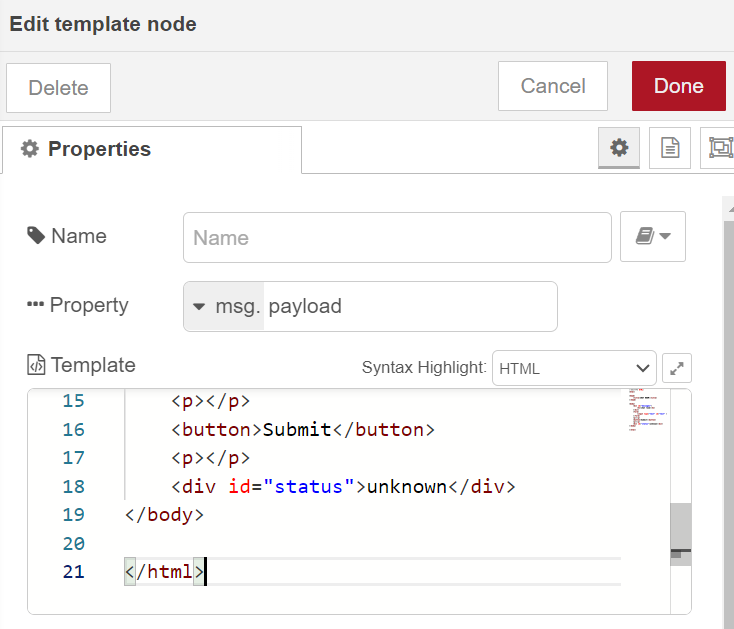 Edit template node
Delete Cancel Done
Properties
Name Name
Property msg. payload
Template Syntax Highlight: HTML
15 <p></p>
16 <button>Submit</button>
17 <p></p>
18 <div id="status">unknown</div>
19 </body>
20
21 </html>